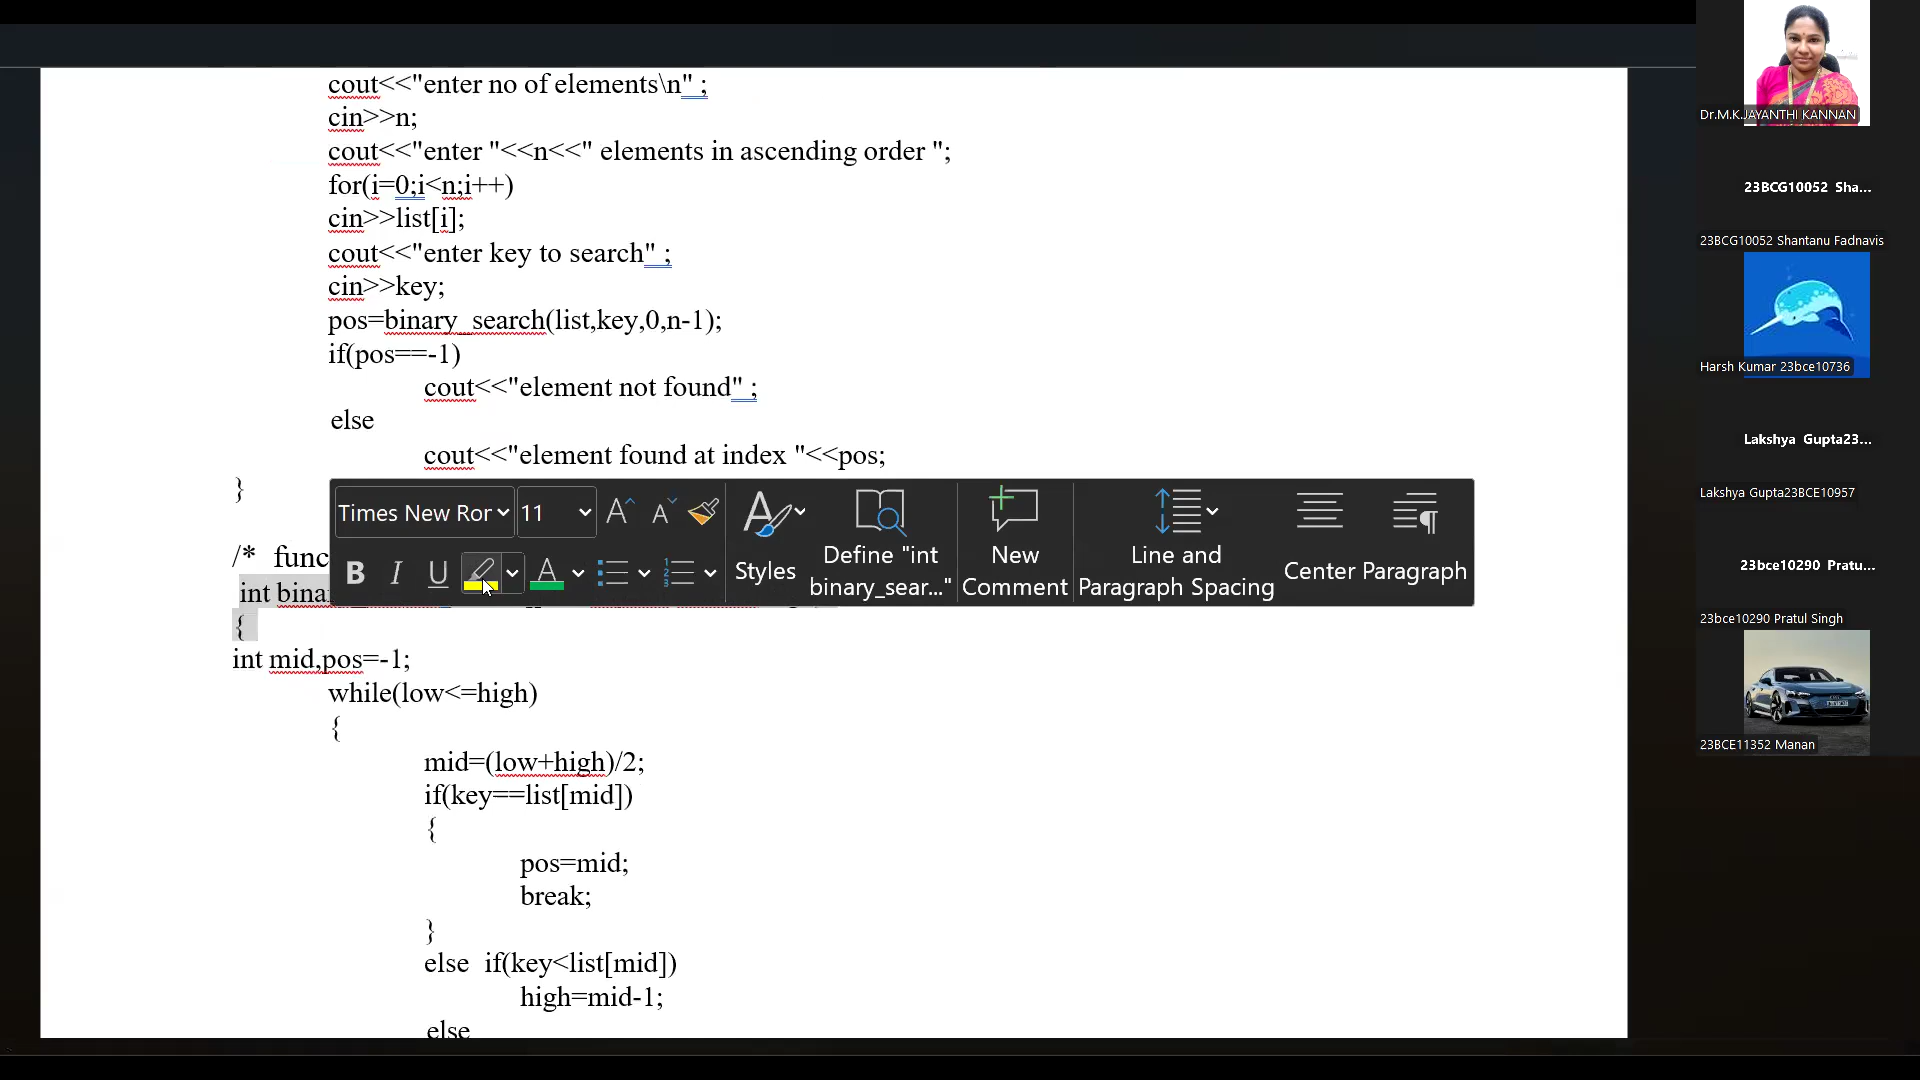 cout<<"enter no of elements\n" ;
cin>>n;
cout<<"enter "<<n<<" elements in ascending order ";
for(i=0;i<n;i++)
cin>>list[i];
cout<<"enter key to search" ;
cin>>key;
pos=binary_search(list,key,0,n-1);
if(pos==-1)
cout<<"element not found" ;
else
cout<<"element found at index "<<pos;
}
/* func
int binar
{
int mid,pos=-1;
while(low<=high)
{
mid=(low+high)/2;
if(key==list[mid])
{
pos=mid;
break;
}
else if(key<list[mid])
high=mid-1;
else
Times New Ror
11
B I U
Styles
Define "int
binary_sear..."
New
Comment
Line and
Paragraph Spacing
Center
Paragraph
Dr.M.K.JAYANTHI KANNAN
23BCG10052 Sha...
23BCG10052 Shantanu Fadnavis
Harsh Kumar 23bce10736
Lakshya Gupta23...
Lakshya Gupta23BCE10957
23bce10290 Pratu...
23bce10290 Pratul Singh
23BCE11352 Manan